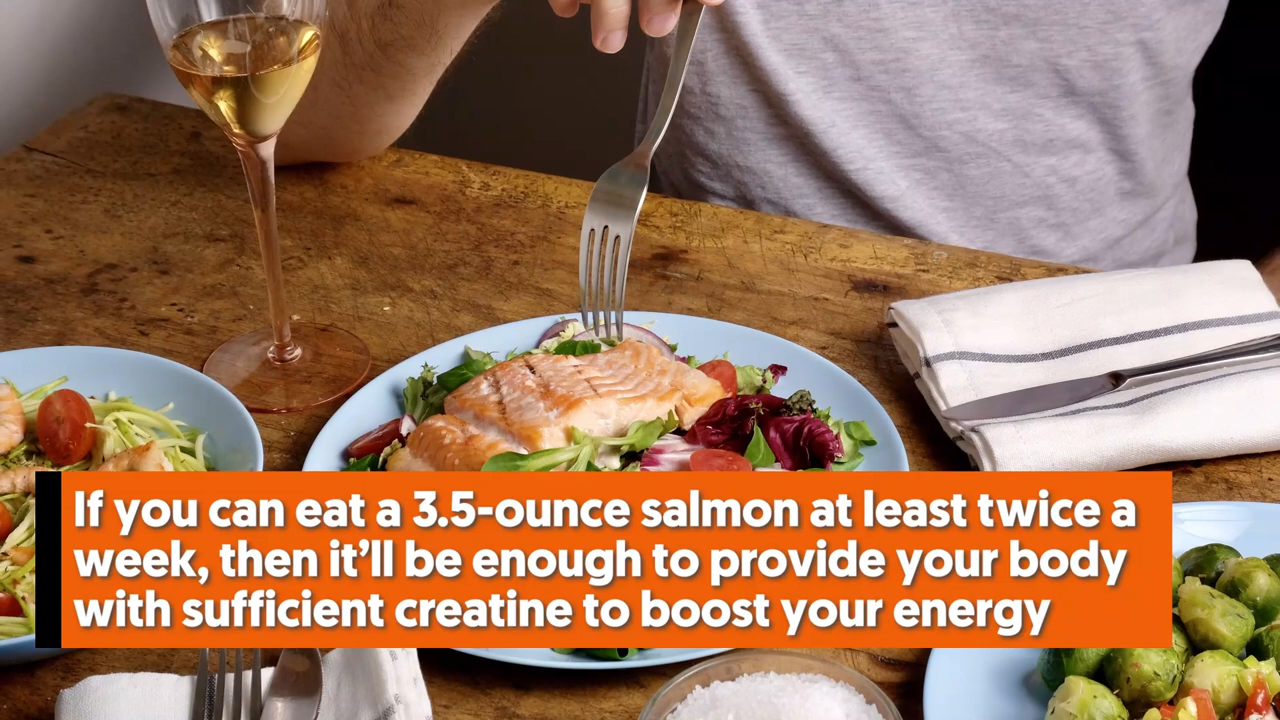 If you can eat a 3.5-ounce salmon at least twice a
week, then it’ll be enough to provide your body
with sufficient creatine to boost your energy